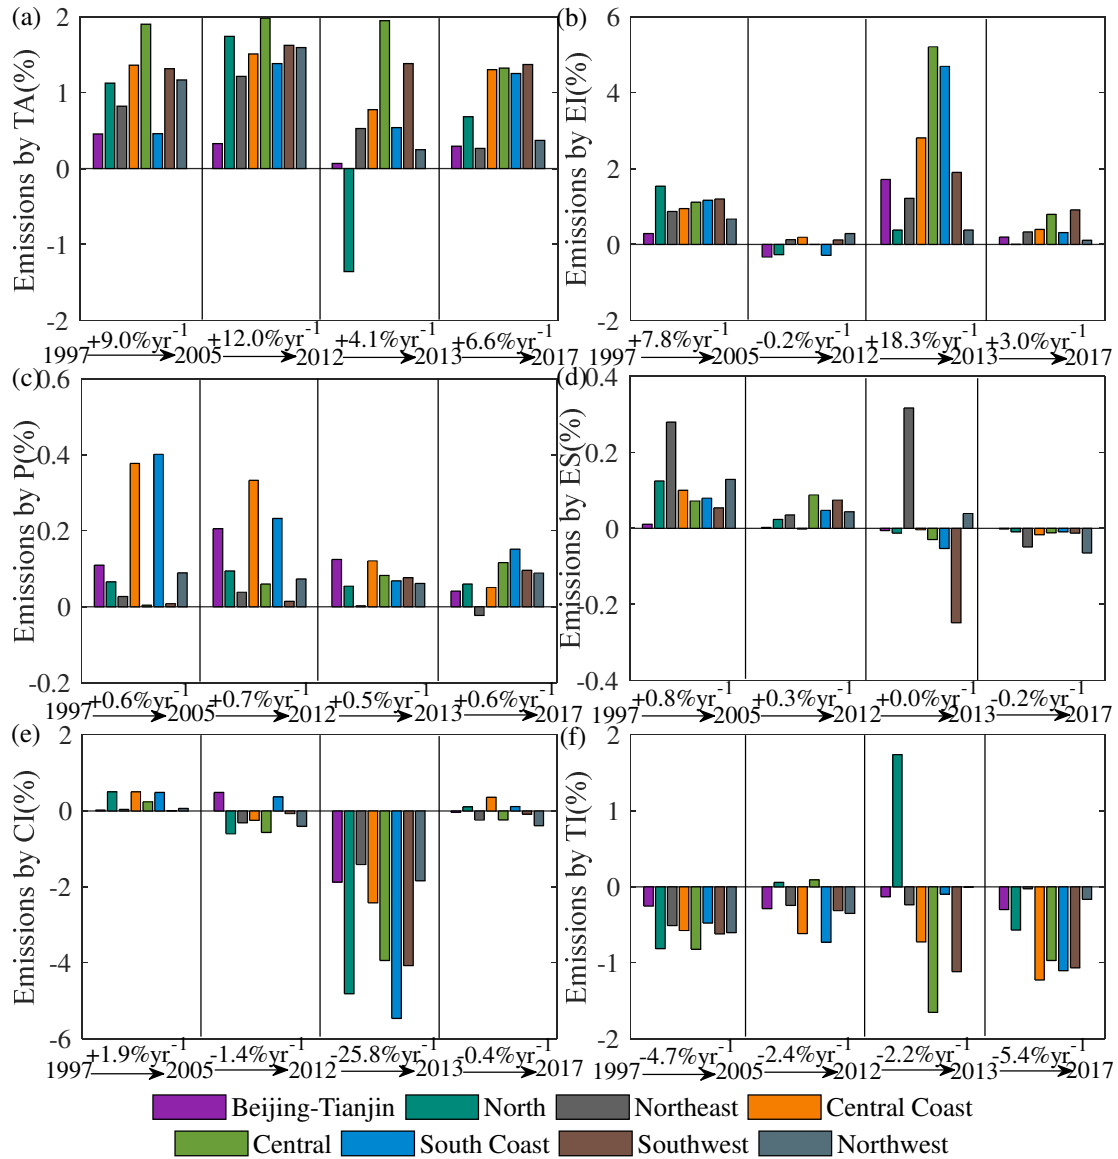 (a)
Emissions by TA(%)
2
1
0
-1
-2
+9.0%yr-1 +12.0%yr-1 +4.1%yr-1 +6.6%yr-1
1997 2005 2012 2013 2017
(b)
Emissions by EI(%)
6
4
2
0
-2
+7.8%yr-1 -0.2%yr-1 +18.3%yr-1 +3.0%yr-1
1997 2005 2012 2013 2017
(c)
Emissions by P(%)
0.6
0.4
0.2
0
-0.2
+0.6%yr-1 +0.7%yr-1 +0.5%yr-1 +0.6%yr-1
1997 2005 2012 2013 2017
(d)
Emissions by ES(%)
0.4
0.2
0
-0.2
-0.4
+0.8%yr-1 +0.3%yr-1 +0.0%yr-1 -0.2%yr-1
1997 2005 2012 2013 2017
(e)
Emissions by CI(%)
2
0
-2
-4
-6
+1.9%yr-1 -1.4%yr-1 -25.8%yr-1 -0.4%yr-1
1997 2005 2012 2013 2017
(f)
Emissions by TI(%)
2
1
0
-1
-2
-4.7%yr-1 -2.4%yr-1 -2.2%yr-1 -5.4%yr-1
1997 2005 2012 2013 2017
Beijing-Tianjin North Northeast Central Coast
Central South Coast Southwest Northwest